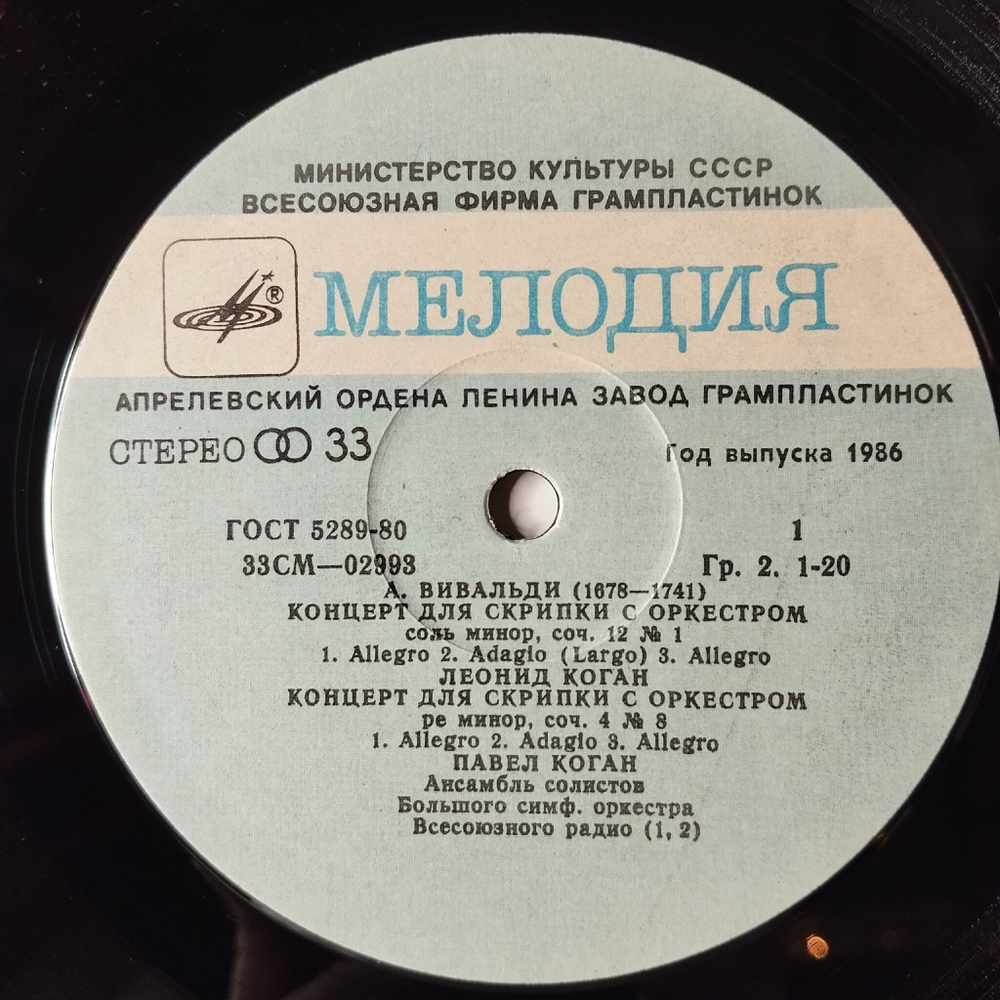 МИНИСТЕРСТВО КУЛЬТУРЫ СССР
ВСЕСОЮЗНАЯ ФИРМА ГРАМПЛАСТИНОК
® МЕЛОДИЯ
АПРЕЛЕВСКИЙ ОРДЕНА ЛЕНИНА ЗАВОД ГРАМПЛАСТИНОК
СТЕРЕО 33 Год выпуска 1986
ГОСТ 5289-80 1
33СМ—02993 Гр. 2. 1-20
А. ВИВАЛЬДИ (1678—1741)
КОНЦЕРТ ДЛЯ СКРИПКИ С ОРКЕСТРОМ
соль минор, соч. 12 № 1
1. Allegro 2. Adagio (Largo) 3. Allegro
ЛЕОНИД КОГАН
КОНЦЕРТ ДЛЯ СКРИПКИ С ОРКЕСТРОМ
ре минор, соч. 4 № 8
1. Allegro 2. Adagio 3. Allegro
ПАВЕЛ КОГАН
Ансамбль солистов
Большого симф. оркестра
Всесоюзного радио (1, 2)